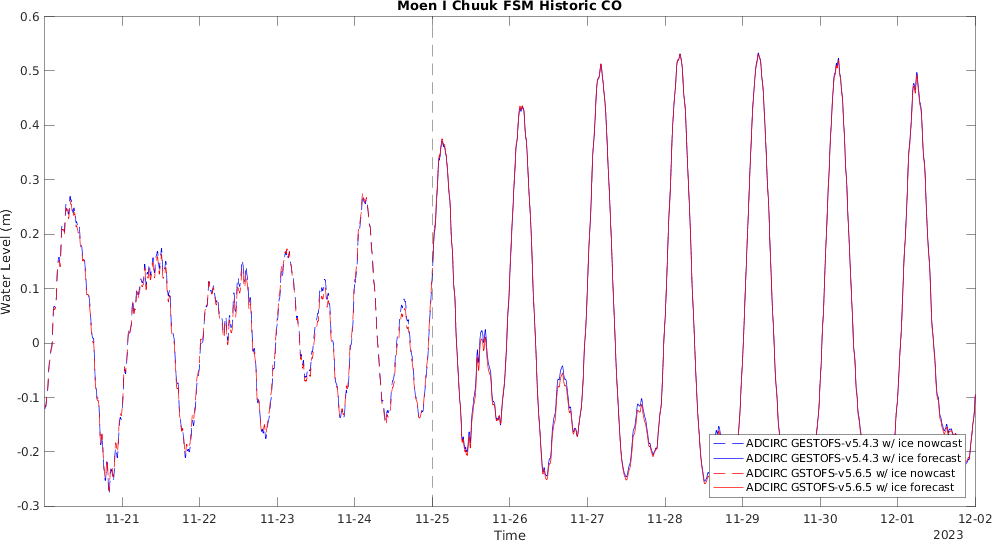 Moen I Chuuk FSM Historic CO
0.6
0.5
0.4
0.3
0.2
0.1
0
-0.1
-0.2
-0.3
Water Level (m)
ADCIRC GESTOFS-v5.4.3 w/ ice nowcast
ADCIRC GESTOFS-v5.4.3 w/ ice forecast
ADCIRC GSTOFS-v5.6.5 w/ ice nowcast
ADCIRC GSTOFS-v5.6.5 w/ ice forecast
11-21 11-22 11-23 11-24 11-25 11-26 11-27 11-28 11-29 11-30 12-01 12-02
Time
2023